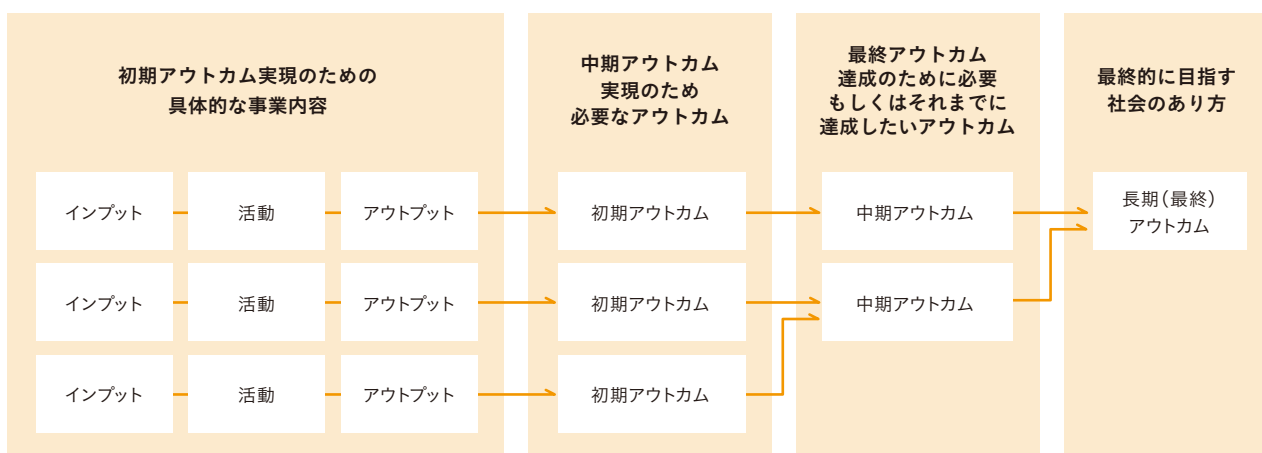 初期アウトカム実現のための
具体的な事業内容
中期アウトカム
実現のため
必要なアウトカム
最終アウトカム
達成のために必要
もしくはそれまでに
達成したいアウトカム
最終的に目指す
社会のあり方
インプット
活動
アウトプット
初期アウトカム
中期アウトカム
長期(最終)
アウトカム
インプット
活動
アウトプット
初期アウトカム
中期アウトカム
インプット
活動
アウトプット
初期アウトカム